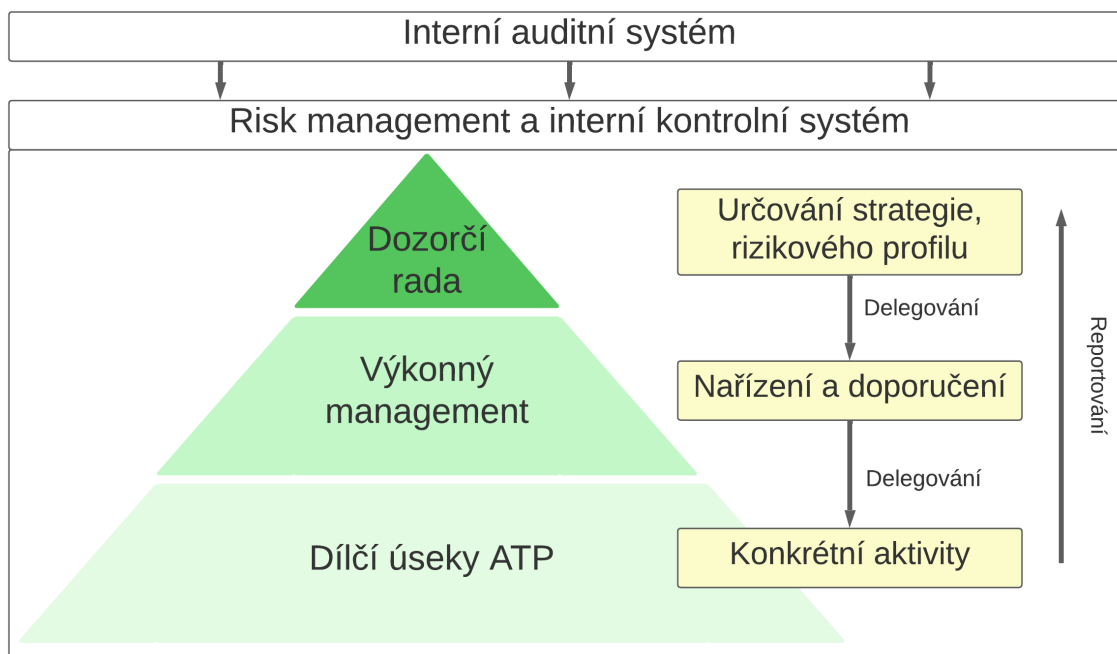 Interní auditní systém
Risk management a interní kontrolní systém
Dozorčí
rada
Určování strategie,
rizikového profilu
Delegování
Výkonný
management
Nařízení a doporučení
Reportování
Delegování
Dílčí úseky ATP
Konkrétní aktivity